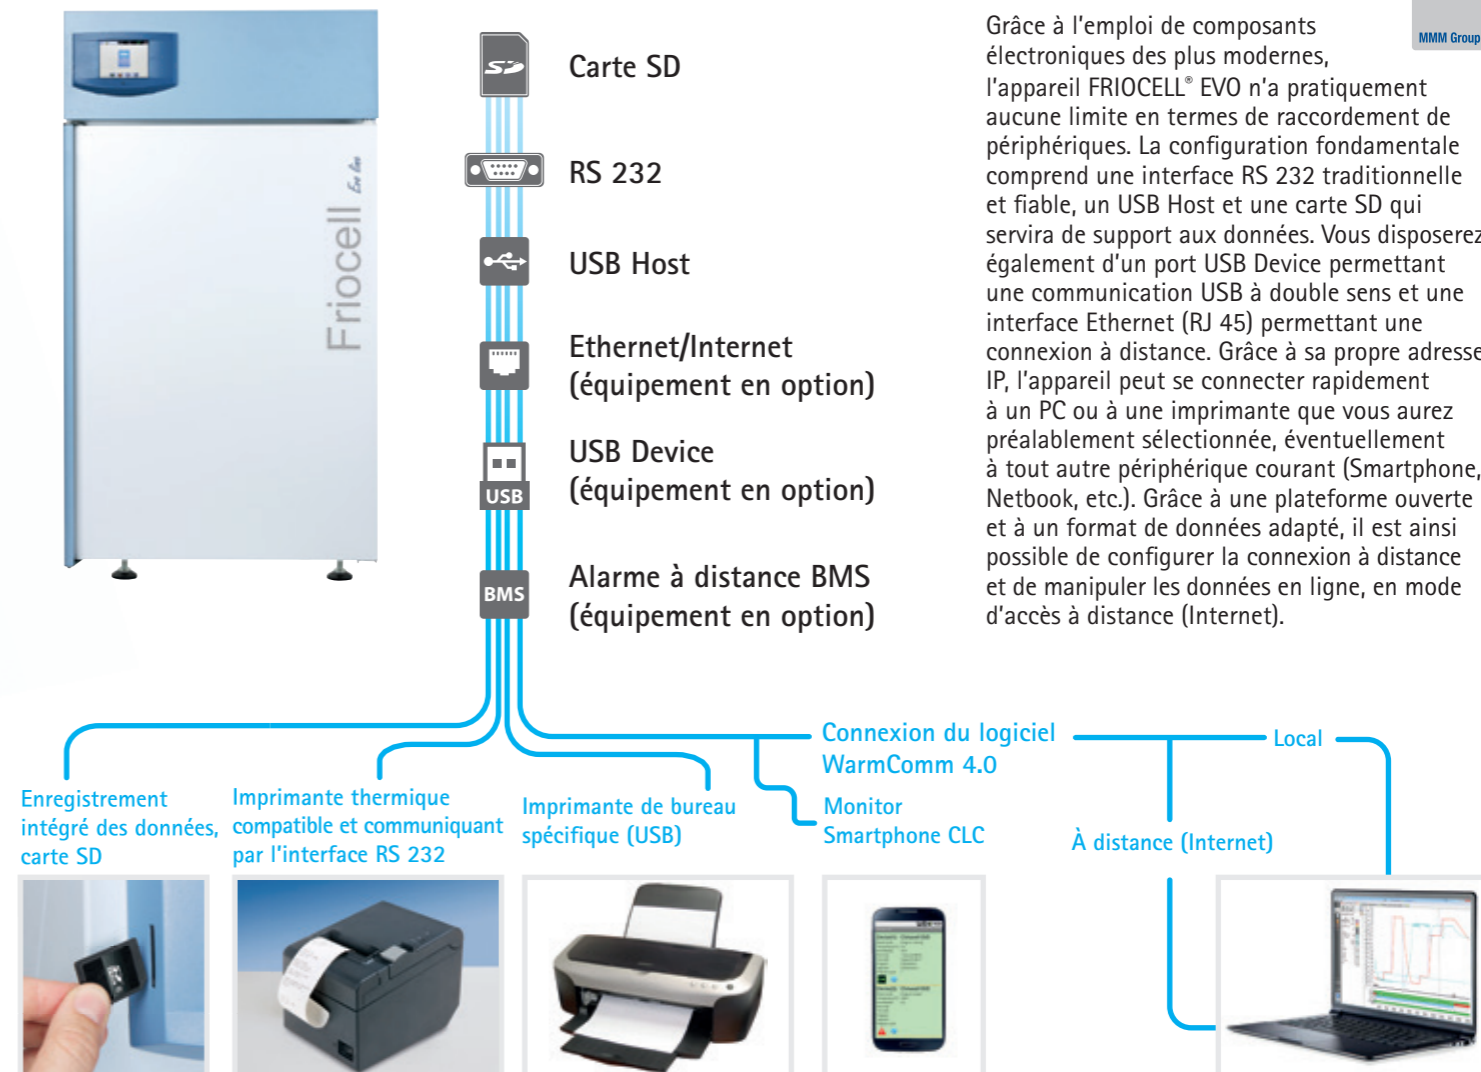 Friocell Evo line
Carte SD
RS 232
USB Host
Ethernet/Internet
(équipement en option)
USB Device
(équipement en option)
USB
Alarme à distance BMS
(équipement en option)
BMS
MMM Group
Grâce à l'emploi de composants
électroniques des plus modernes,
l'appareil FRIOCELL® EVO n'a pratiquement
aucune limite en termes de raccordement de
périphériques. La configuration fondamentale
comprend une interface RS 232 traditionnelle
et fiable, un USB Host et une carte SD qui
servira de support aux données. Vous disposerez
également d'un port USB Device permettant
une communication USB à double sens et une
interface Ethernet (RJ 45) permettant une
connexion à distance. Grâce à sa propre adresse
IP, l'appareil peut se connecter rapidement
à un PC ou à une imprimante que vous aurez
préalablement sélectionnée, éventuellement
à tout autre périphérique courant (Smartphone,
Netbook, etc.). Grâce à une plateforme ouverte
et à un format de données adapté, il est ainsi
possible de configurer la connexion à distance
et de manipuler les données en ligne, en mode
d'accès à distance (Internet).
Enregistrement
intégré des données,
carte SD
Imprimante thermique
compatible et communiquant
par l'interface RS 232
Imprimante de bureau
spécifique (USB)
Connexion du logiciel
WarmComm 4.0
Monitor
Smartphone CLC
Local
À distance (Internet)